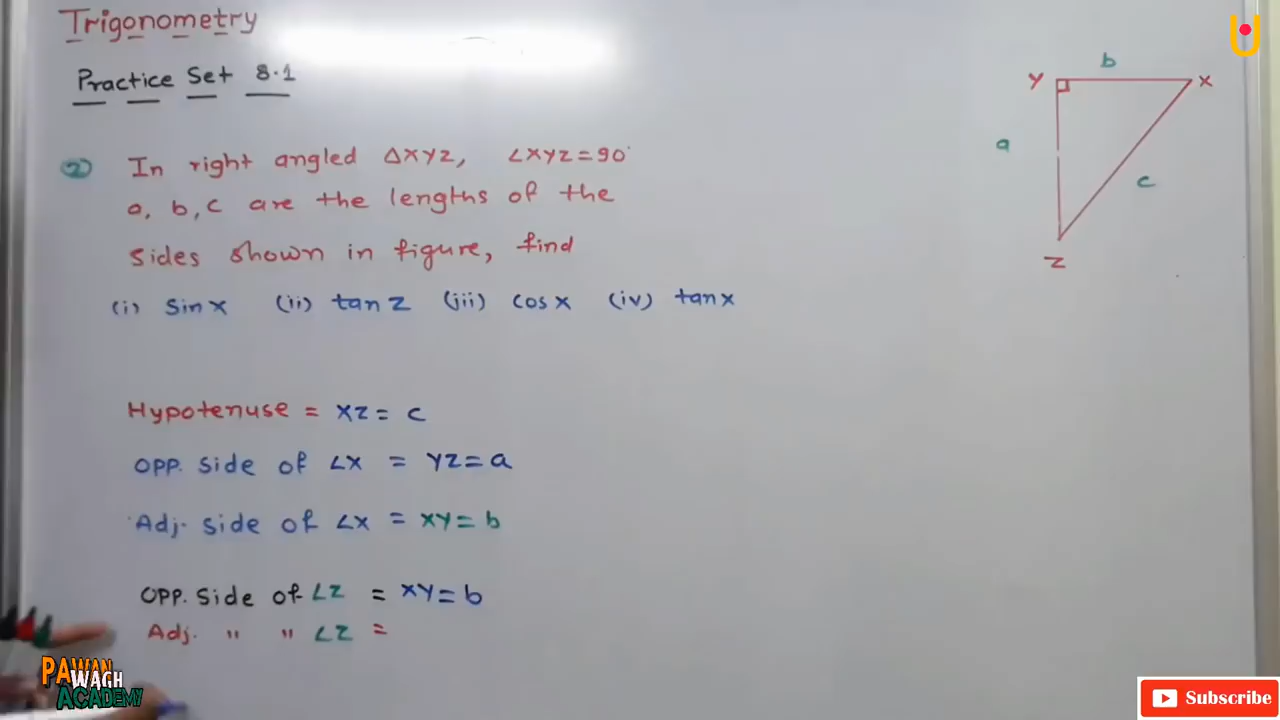 Trigonometry
Practice Set 8.1
② In right angled ΔXYZ, ∠XYZ=90°
a, b, c are the lengths of the
sides shown in figure, find
(i) sin x (ii) tan z (iii) cos x (iv) tan x
Hypotenuse = XZ = c
Opp. side of ∠X = YZ = a
Adj. side of ∠X = XY = b
Opp. side of ∠Z = XY = b
Adj. " " ∠Z =
b
Y X
a
c
Z
PAWAN
WAGH
ACADEMY
Subscribe